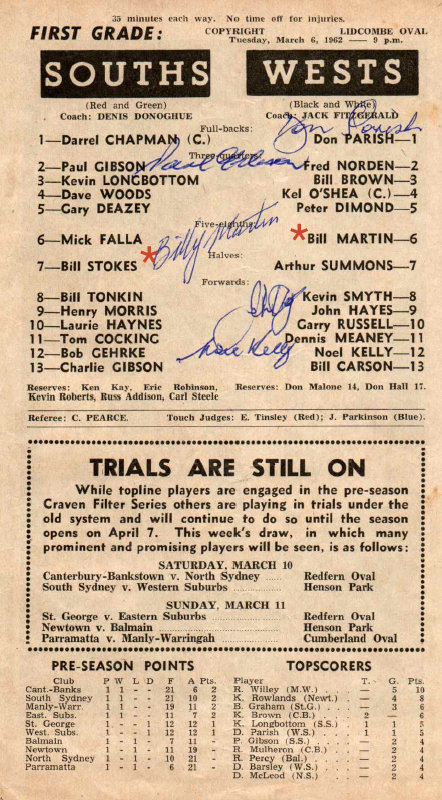 35 minutes each way. No time off for injuries.
FIRST GRADE: COPYRIGHT LIDCOMBE OVAL
Tuesday, March 6, 1962 — 9 p.m.
SOUTHS WESTS
(Red and Green) (Black and White)
Coach: DENIS DONOGHUE Coach: JACK FITZGERALD
Don Parish
Full-backs:
1—Darrel CHAPMAN (C.) Don PARISH—1
Three-quarters:
2—Paul GIBSON Fred NORDEN—2
3—Kevin LONGBOTTOM Bill BROWN—3
4—Dave WOODS Kel O'SHEA (C.)—4
5—Gary DEAZEY Peter DIMOND—5
Five-eighths:
6—Mick FALLA * Billy Martin * Bill MARTIN—6
Halves:
7—Bill STOKES Arthur SUMMONS—7
Forwards:
8—Bill TONKIN Kevin SMYTH—8
9—Henry MORRIS John HAYES—9
10—Laurie HAYNES Garry RUSSELL—10
11—Tom COCKING Dennis MEANEY—11
12—Bob GEHRKE Noel KELLY—12
Noel Kelly
13—Charlie GIBSON Bill CARSON—13
Reserves: Ken Kay, Eric Robinson, Reserves: Don Malone 14, Don Hall 17.
Kevin Roberts, Russ Addison, Carl Steele
Referee: C. PEARCE. Touch Judges: E. Tinsley (Red); J. Parkinson (Blue).
TRIALS ARE STILL ON
While topline players are engaged in the pre-season
Craven Filter Series others are playing in trials under the
old system and will continue to do so until the season
opens on April 7. This week's draw, in which many
prominent and promising players will be seen, is as follows:
SATURDAY, MARCH 10
Canterbury-Bankstown v. North Sydney ...... Redfern Oval
South Sydney v. Western Suburbs ...... Henson Park
SUNDAY, MARCH 11
St. George v. Eastern Suburbs ...... Redfern Oval
Newtown v. Balmain ...... Henson Park
Parramatta v. Manly-Warringah ...... Cumberland Oval
PRE-SEASON POINTS TOPSCORERS
Club P W L D F A Pts. Player T. G. Pts.
Cant.-Banks 1 1 - - 21 6 2 R. Willey (M.W.) — 5 10
South Sydney 1 1 - - 21 10 2 K. Rowlands (Newt.) — 4 8
Manly-Warr. 1 1 - - 19 11 2 B. Graham (St.G.) — 3 6
East. Subs. 1 1 - - 11 7 2 K. Brown (C.B.) 2 — 6
St. George 1 - - 1 12 12 1 K. Longbottom (S.S.) 1 1 5
West. Subs. 1 - - 1 12 12 1 D. Parish (W.S.) 1 1 5
Balmain 1 - 1 - 7 11 - P. Gibson (S.S.) — 2 4
Newtown 1 - 1 - 11 19 - R. Mulheron (C.B.) — 2 4
North Sydney 1 - 1 - 10 21 - R. Percy (Bal.) — 2 4
Parramatta 1 - 1 - 6 21 - D. Barsley (W.S.) — 2 4
D. McLeod (N.S.) — 2 4